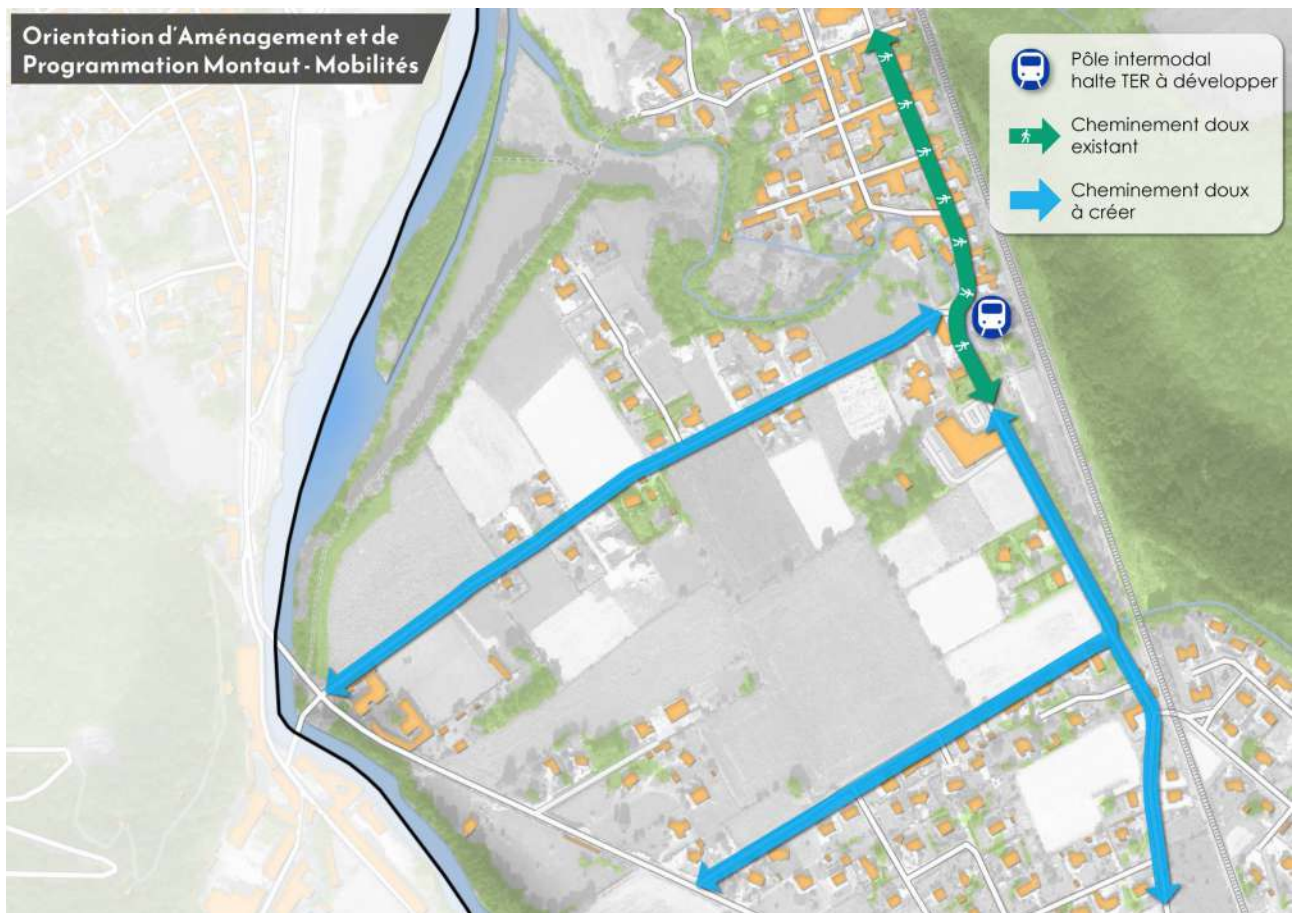 Orientation d'Aménagement et de
Programmation Montaut - Mobilités
Pôle intermodal
halte TER à développer
Cheminement doux
existant
Cheminement doux
à créer